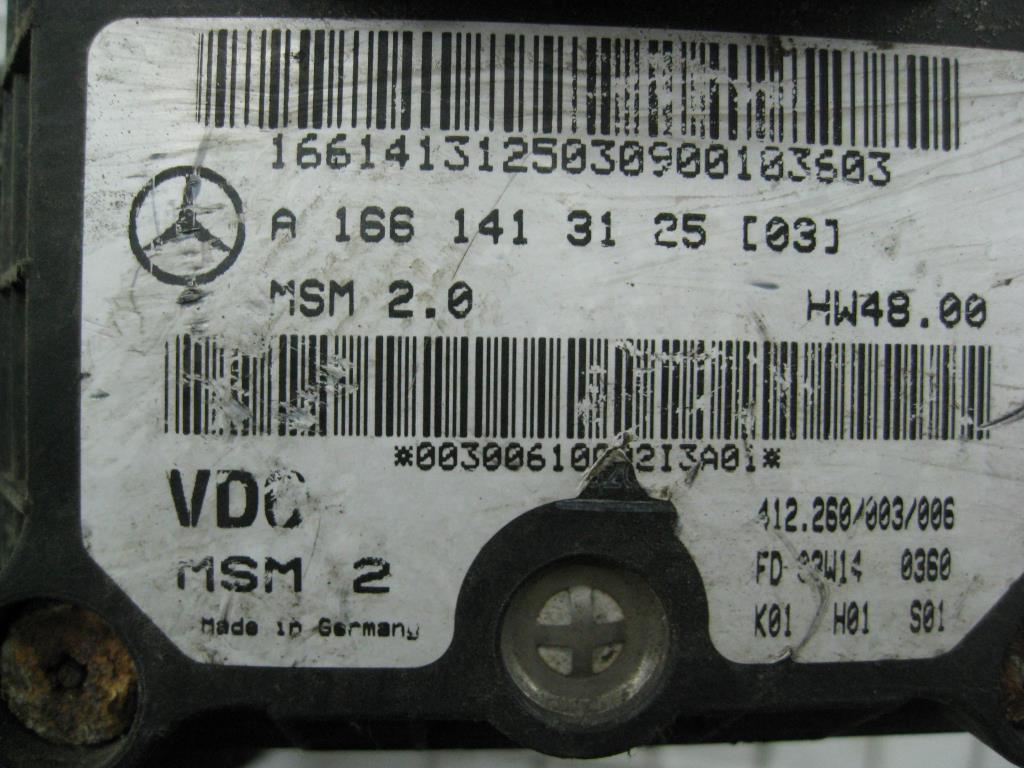 1661413125030900103603
A 166 141 31 25 [03]
MSM 2.0 HW48.00
VDO
MSM 2
Made in Germany
412.260/003/006
0360
K01 H01 S01